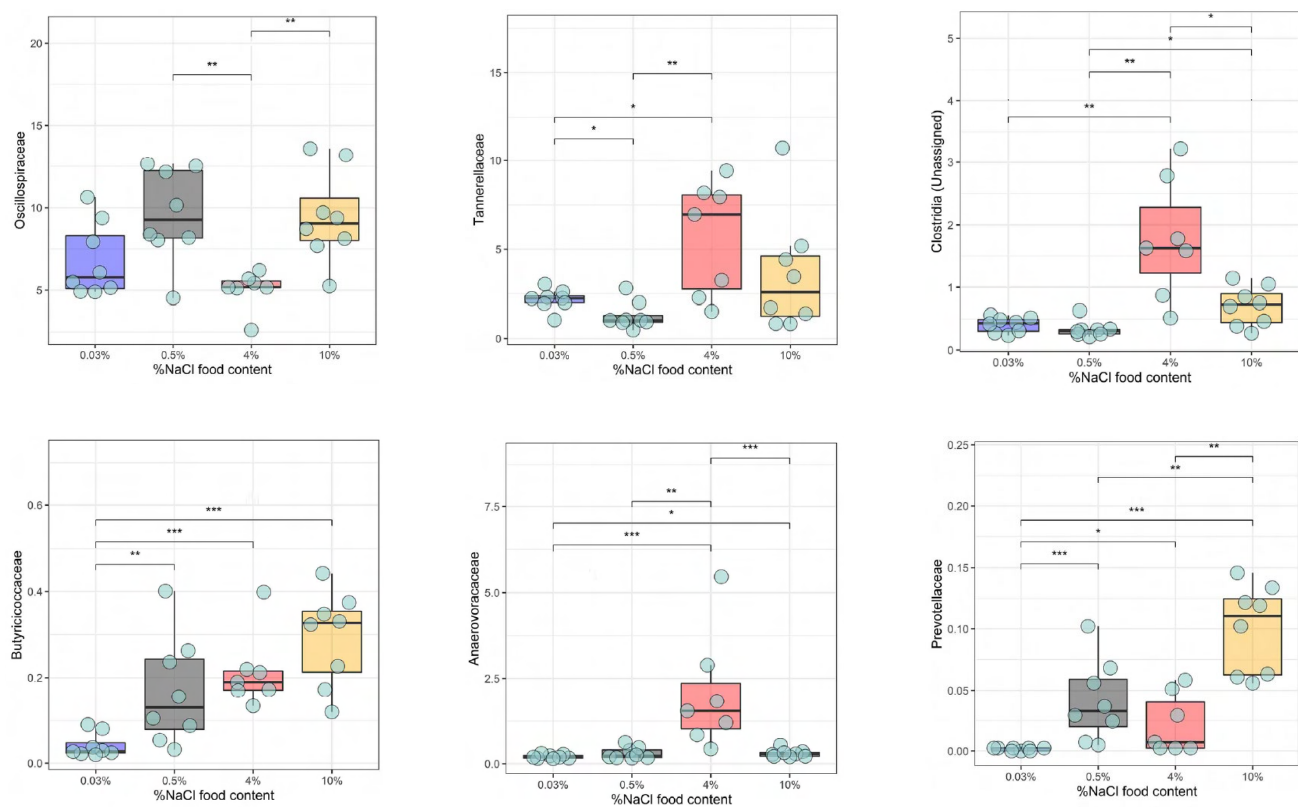 **
**
20
15
10
5
Oscillospiraceae
0.03% 0.5% 4% 10%
%NaCl food content
**
*
*
15
10
5
0
Tannerellaceae
0.03% 0.5% 4% 10%
%NaCl food content
*
*
**
**
5
4
3
2
1
0
Clostridia (Unassigned)
0.03% 0.5% 4% 10%
%NaCl food content
***
***
**
0.6
0.4
0.2
0.0
Butyricicoccaceae
0.03% 0.5% 4% 10%
%NaCl food content
***
**
*
***
7.5
5.0
2.5
0.0
Anaerovoracaceae
0.03% 0.5% 4% 10%
%NaCl food content
**
**
***
*
***
0.25
0.20
0.15
0.10
0.05
0.00
Prevotellaceae
0.03% 0.5% 4% 10%
%NaCl food content